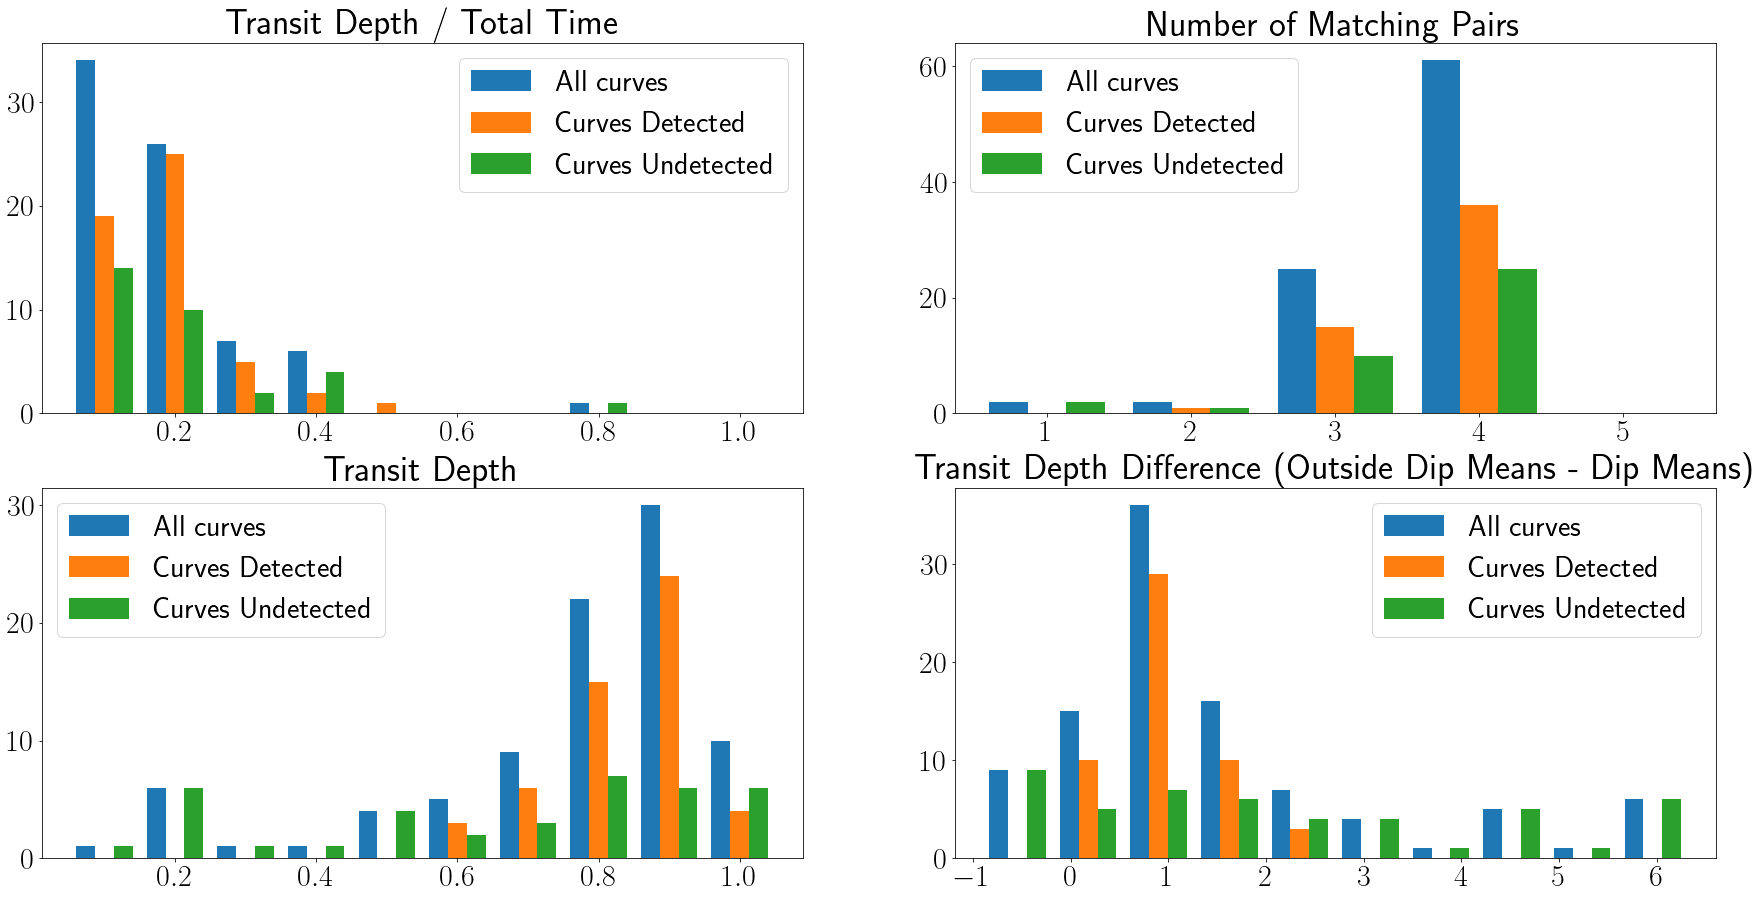 Transit Depth / Total Time
All curves
Curves Detected
Curves Undetected
30
20
10
0
0.2 0.4 0.6 0.8 1.0
Number of Matching Pairs
All curves
Curves Detected
Curves Undetected
60
40
20
0
1 2 3 4 5
Transit Depth
All curves
Curves Detected
Curves Undetected
30
20
10
0
0.2 0.4 0.6 0.8 1.0
Transit Depth Difference (Outside Dip Means - Dip Means)
All curves
Curves Detected
Curves Undetected
30
20
10
0
−1 0 1 2 3 4 5 6